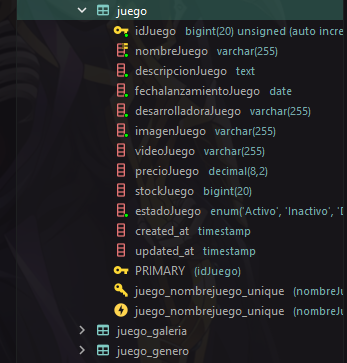 juego
idJuego bigint(20) unsigned (auto incre
nombreJuego varchar(255)
descripcionJuego text
fechalanzamientoJuego date
desarrolladoraJuego varchar(255)
imagenJuego varchar(255)
videoJuego varchar(255)
precioJuego decimal(8,2)
stockJuego bigint(20)
estadoJuego enum('Activo', 'Inactivo', '
created_at timestamp
updated_at timestamp
PRIMARY (idJuego)
juego_nombrejuego_unique (nombreJu
juego_nombrejuego_unique (nombreJu
juego_galeria
juego_genero